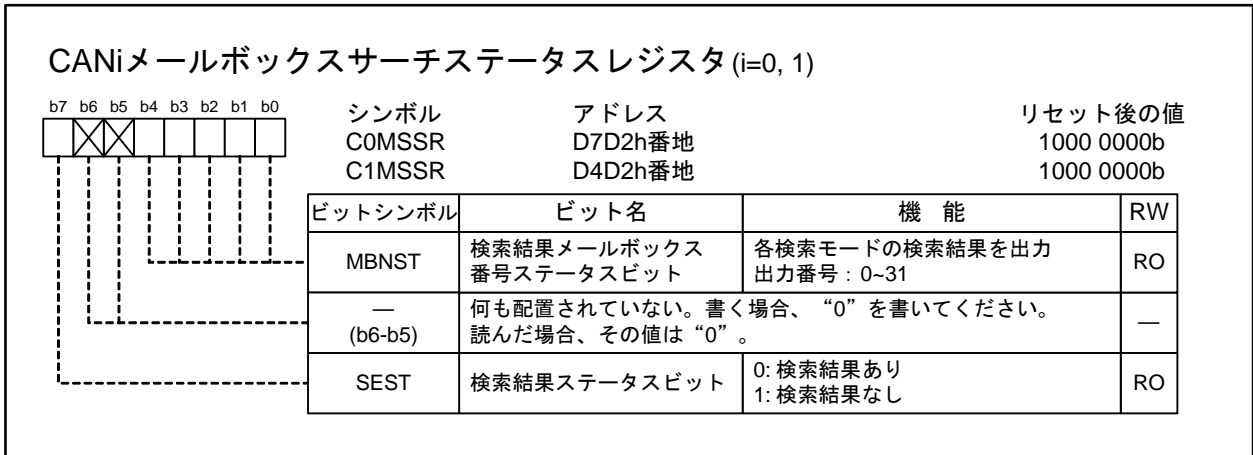 CANiメールボックスサーチステータスレジスタ(i=0, 1)
b7 b6 b5 b4 b3 b2 b1 b0
シンボル アドレス リセット後の値
C0MSSR D7D2h番地 1000 0000b
C1MSSR D4D2h番地 1000 0000b
ビットシンボル ビット名 機 能 RW
MBNST 検索結果メールボックス 番号ステータスビット 各検索モードの検索結果を出力 出力番号:0~31 RO
— (b6-b5) 何も配置されていない。書く場合、“0”を書いてください。 —
読んだ場合、その値は“0”。
SEST 検索結果ステータスビット 0: 検索結果あり RO
1: 検索結果なし